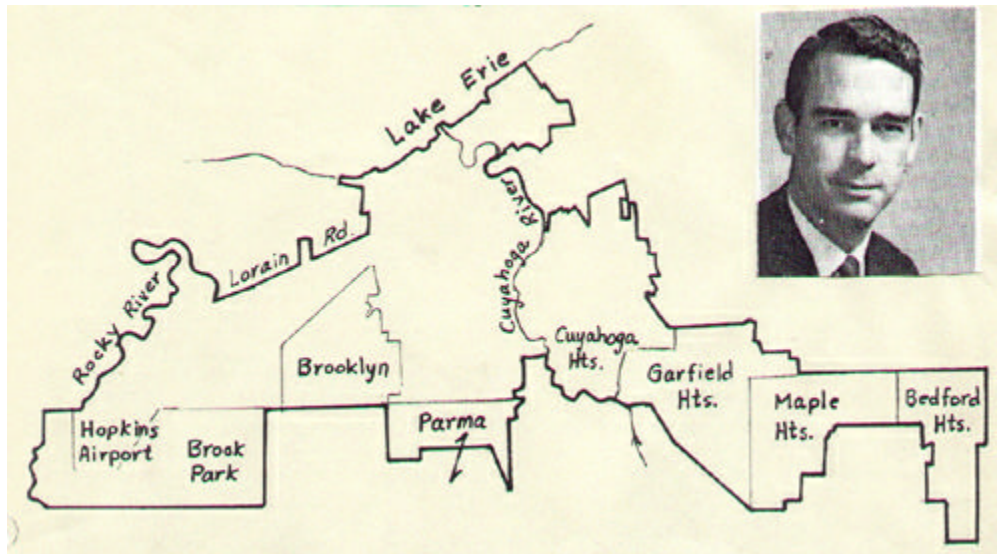 Lake Erie
Cuyahoga River
Lorain Rd.
Rocky River
Brooklyn
Cuyahoga
Hts.
Garfield
Hts.
Maple
Hts.
Bedford
Hts.
Parma
Hopkins
Airport
Brook
Park